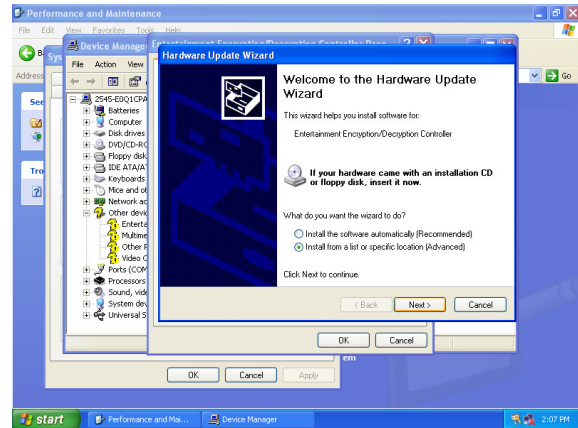 Performance and Maintenance
File Edit View Favorites Tools Help
Address
Go
Device Manage
File Action View
2545-E0Q1CPA
Batteries
Computer
Disk drives
DVD/CD-RO
Floppy disk
IDE ATA/A
Keyboards
Mice and ot
Network ac
Other devic
Enterta
Multime
Other P
Video C
Ports (COM
Processors
Sound, vide
System dev
Universal S
Hardware Update Wizard
Welcome to the Hardware Update
Wizard
This wizard helps you install software for:
Entertainment Encryption/Decryption Controller
If your hardware came with an installation CD
or floppy disk, insert it now.
What do you want the wizard to do?
Install the software automatically (Recommended)
Install from a list or specific location (Advanced)
Click Next to continue.
< Back Next > Cancel
OK Cancel
OK Cancel Apply
start Performance and Mai... Device Manager 2:07 PM